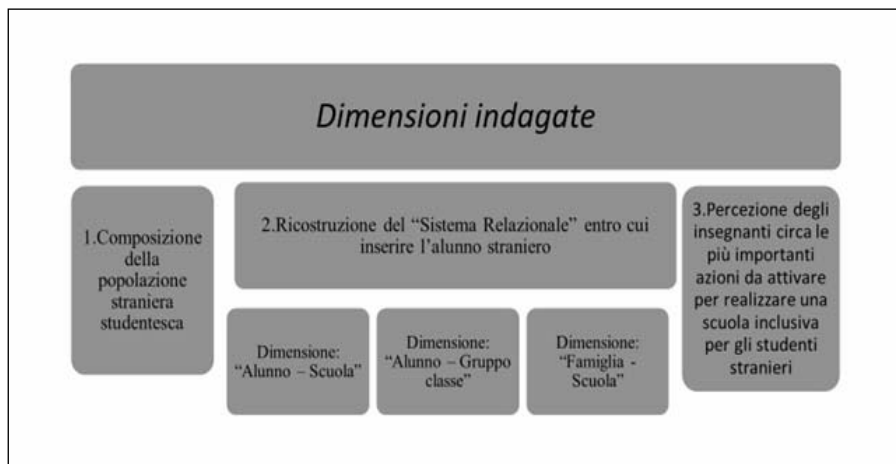 Dimensioni indagate
1.Composizione
della
popolazione
straniera
studentesca
2.Ricostruzione del “Sistema Relazionale” entro cui
inserire l’alunno straniero
Dimensione:
“Alunno – Scuola”
Dimensione:
“Alunno – Gruppo
classe”
Dimensione:
“Famiglia -
Scuola”
3.Percezione degli
insegnanti circa le
più importanti
azioni da attivare
per realizzare una
scuola inclusiva
per gli studenti
stranieri